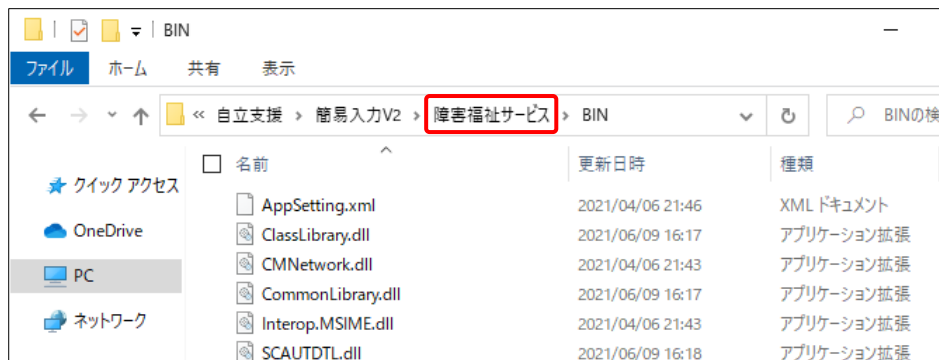 BIN
ファイル ホーム 共有 表示
« 自立支援 › 簡易入力V2 › 障害福祉サービス › BIN BINの検
名前 更新日時 種類
クイック アクセス
OneDrive
PC
ネットワーク
AppSetting.xml 2021/04/06 21:46 XML ドキュメント
ClassLibrary.dll 2021/06/09 16:17 アプリケーション拡張
CMNetwork.dll 2021/04/06 21:43 アプリケーション拡張
CommonLibrary.dll 2021/06/09 16:17 アプリケーション拡張
Interop.MSIME.dll 2021/04/06 21:43 アプリケーション拡張
SCAUTDTL.dll 2021/06/09 16:18 アプリケーション拡張